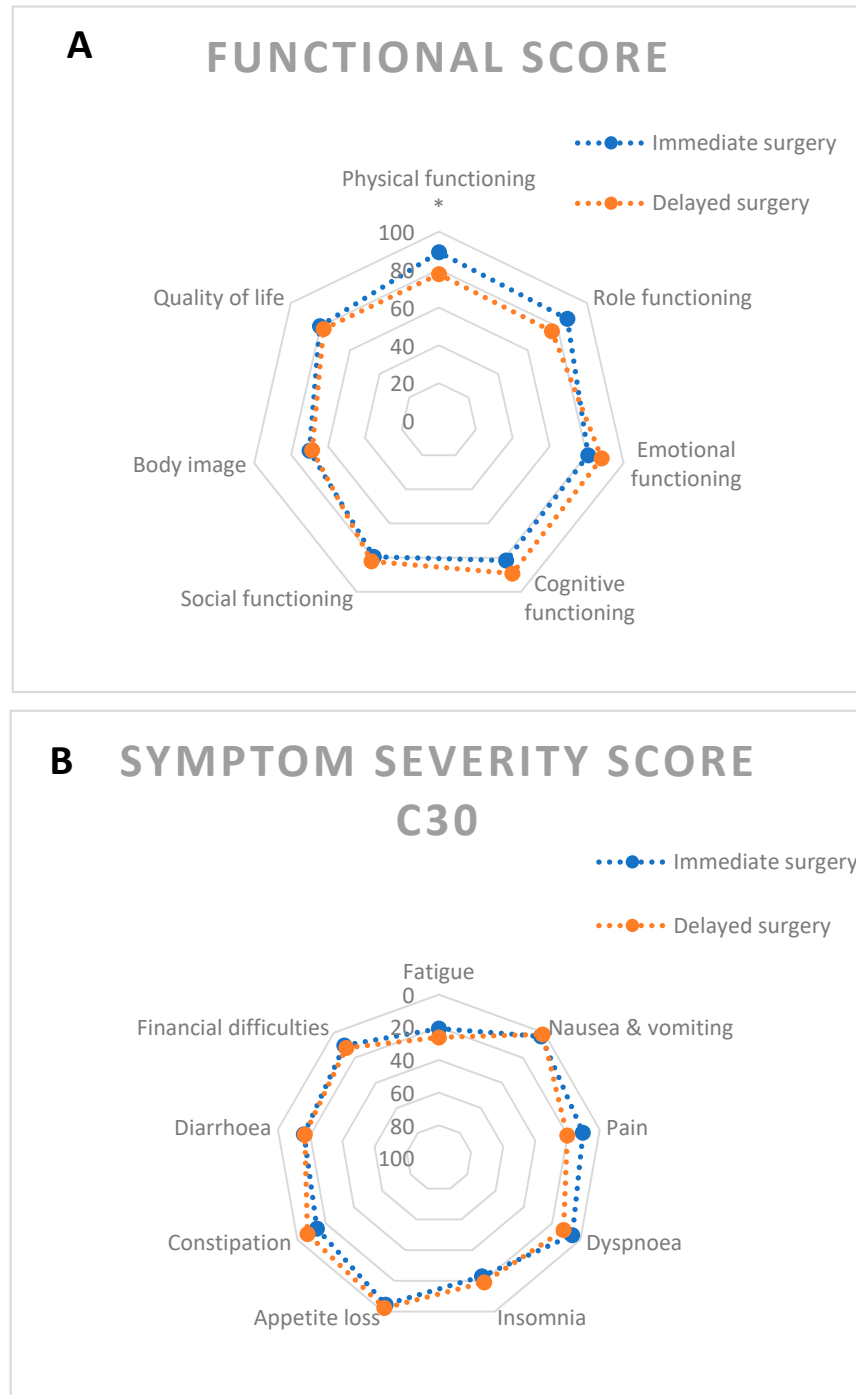 A
FUNCTIONAL SCORE
Immediate surgery
Delayed surgery
Physical functioning
*
100
80
60
40
20
0
Role functioning
Emotional
functioning
Cognitive
functioning
Social functioning
Body image
Quality of life
B
SYMPTOM SEVERITY SCORE
C30
Immediate surgery
Delayed surgery
Fatigue
0
20
40
60
80
100
Nausea & vomiting
Pain
Dyspnoea
Insomnia
Appetite loss
Constipation
Diarrhoea
Financial difficulties